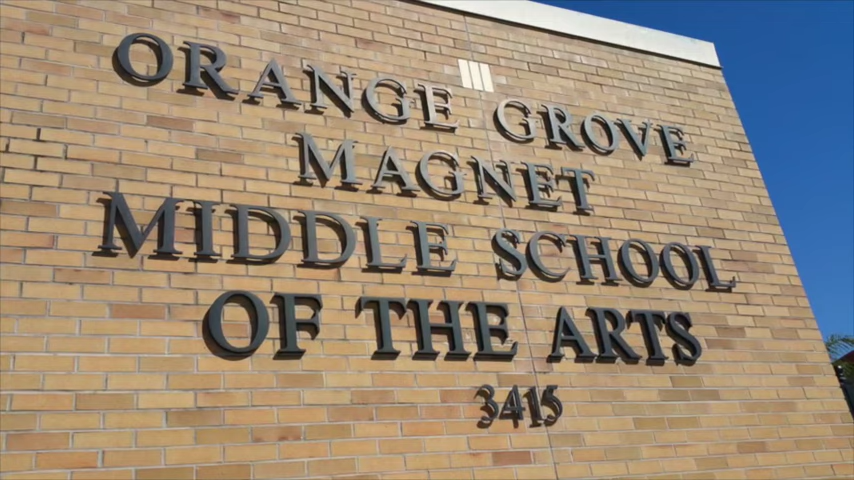 ORANGE GROVE
MAGNET
MIDDLE SCHOOL
OF THE ARTS
3415